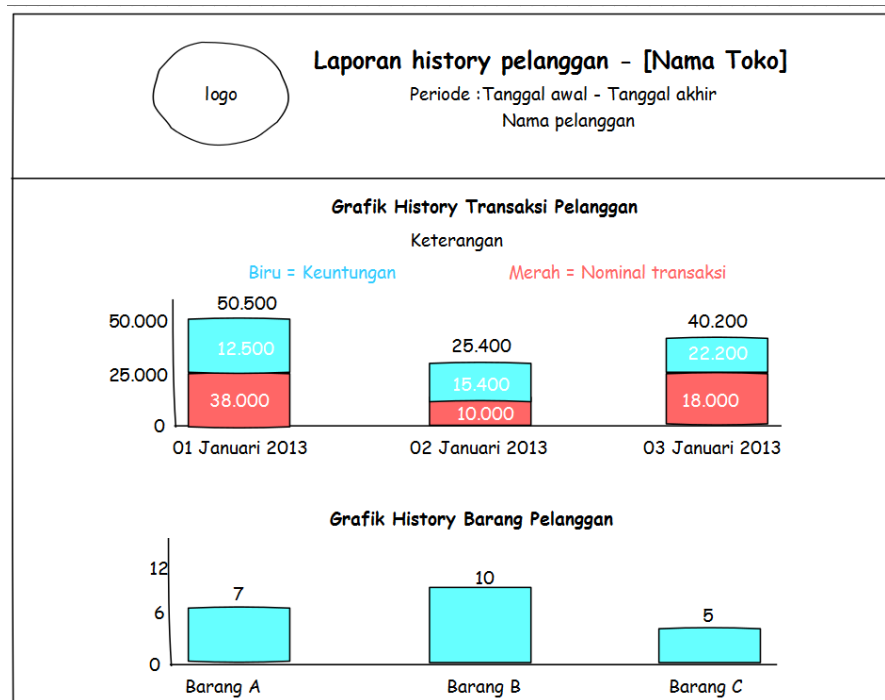 logo
Laporan history pelanggan - [Nama Toko]
Periode :Tanggal awal - Tanggal akhir
Nama pelanggan
Grafik History Transaksi Pelanggan
Keterangan
Biru = Keuntungan Merah = Nominal transaksi
50.500
50.000
40.200
12.500
25.400
22.200
25.000
15.400
38.000
10.000
18.000
0
01 Januari 2013 02 Januari 2013 03 Januari 2013
Grafik History Barang Pelanggan
12
10
7
6
5
0
Barang A Barang B Barang C